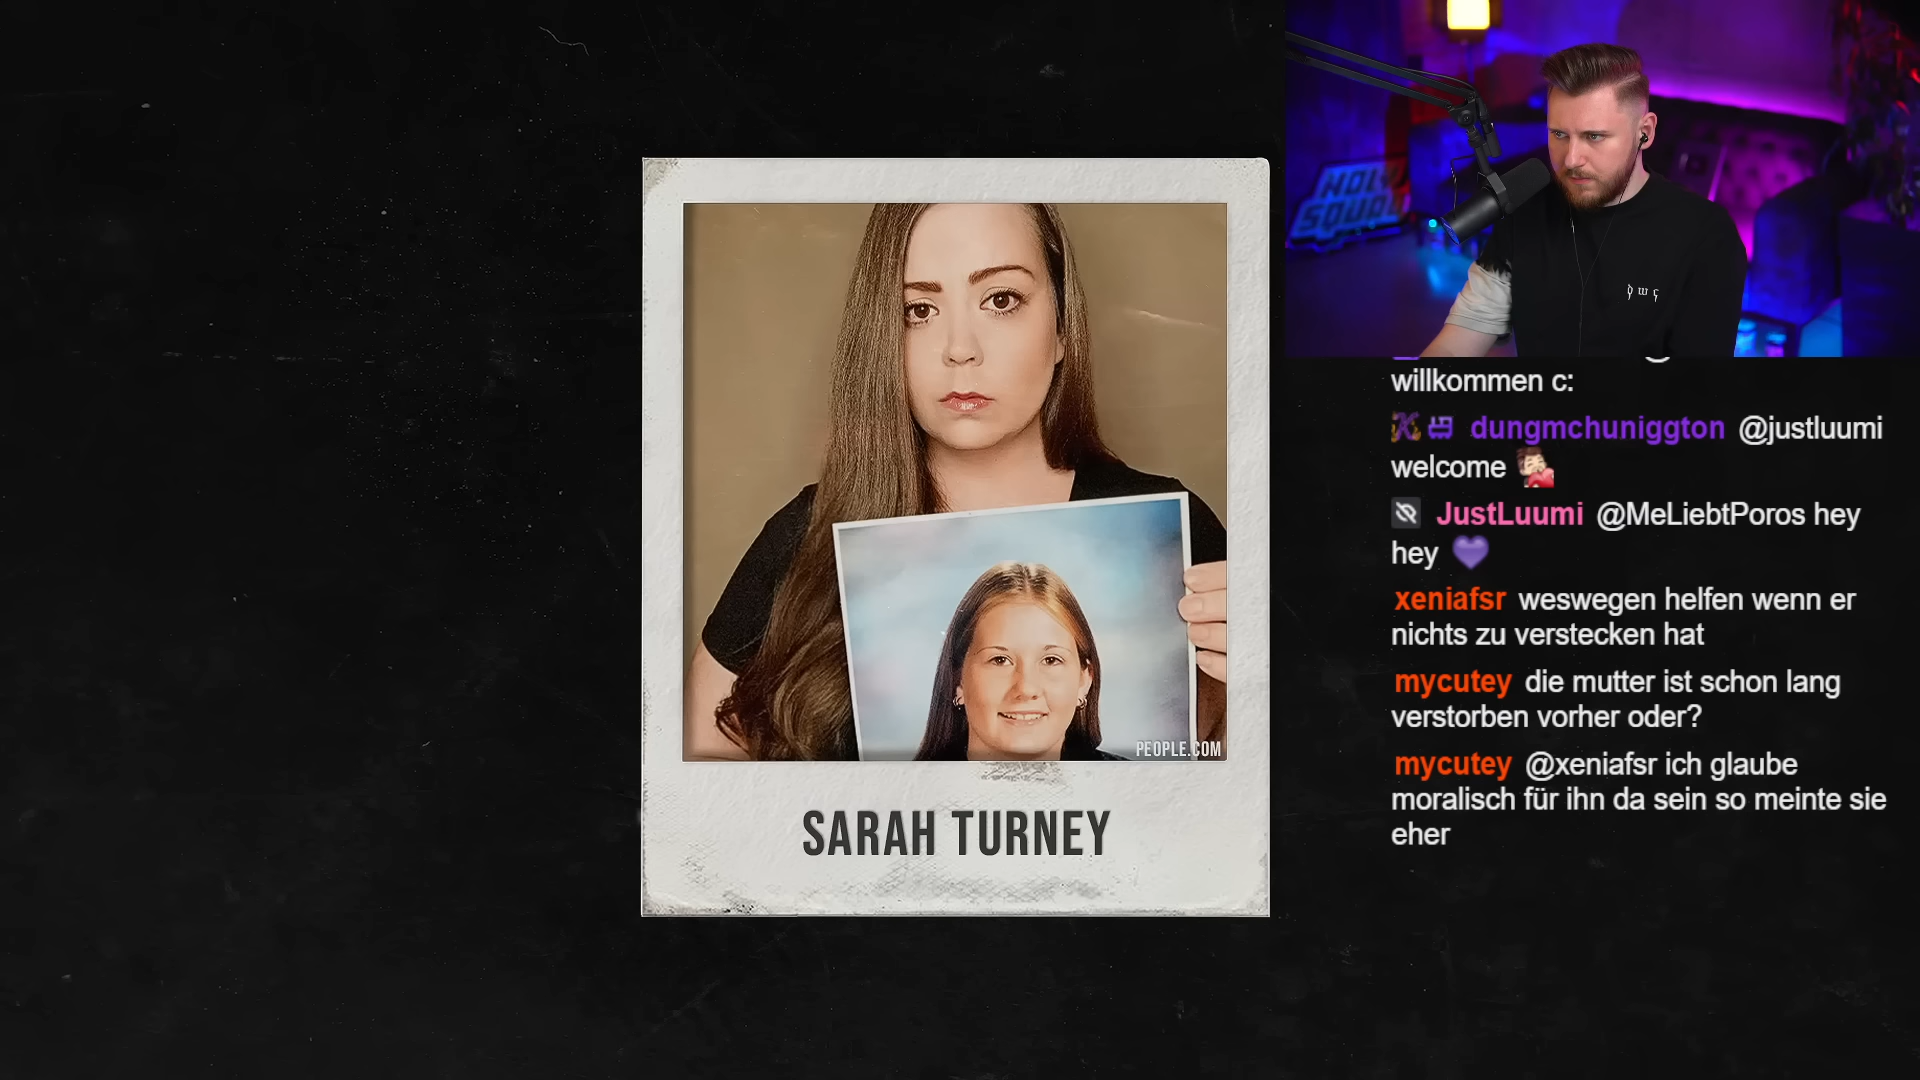 HOLY
SQUAD
PEOPLE.COM
SARAH TURNEY
willkommen c:
dungmchuniggton @justluumi
welcome
JustLuumi @MeLiebtPoros hey
hey
xeniafsr weswegen helfen wenn er
nichts zu verstecken hat
mycutey die mutter ist schon lang
verstorben vorher oder?
mycutey @xeniafsr ich glaube
moralisch für ihn da sein so meinte sie
eher